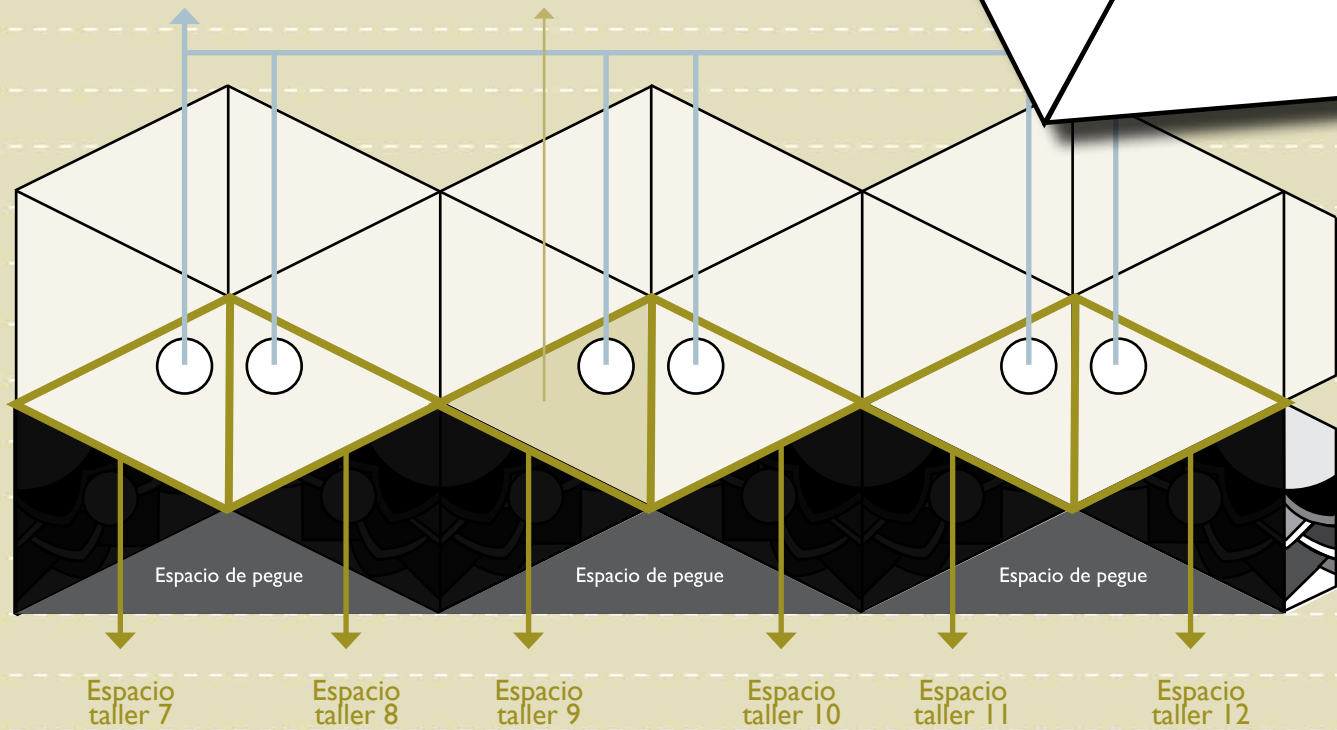 Espacio de pegue
Espacio de pegue
Espacio de pegue
Espacio
taller 7
Espacio
taller 8
Espacio
taller 9
Espacio
taller 10
Espacio
taller 11
Espacio
taller 12